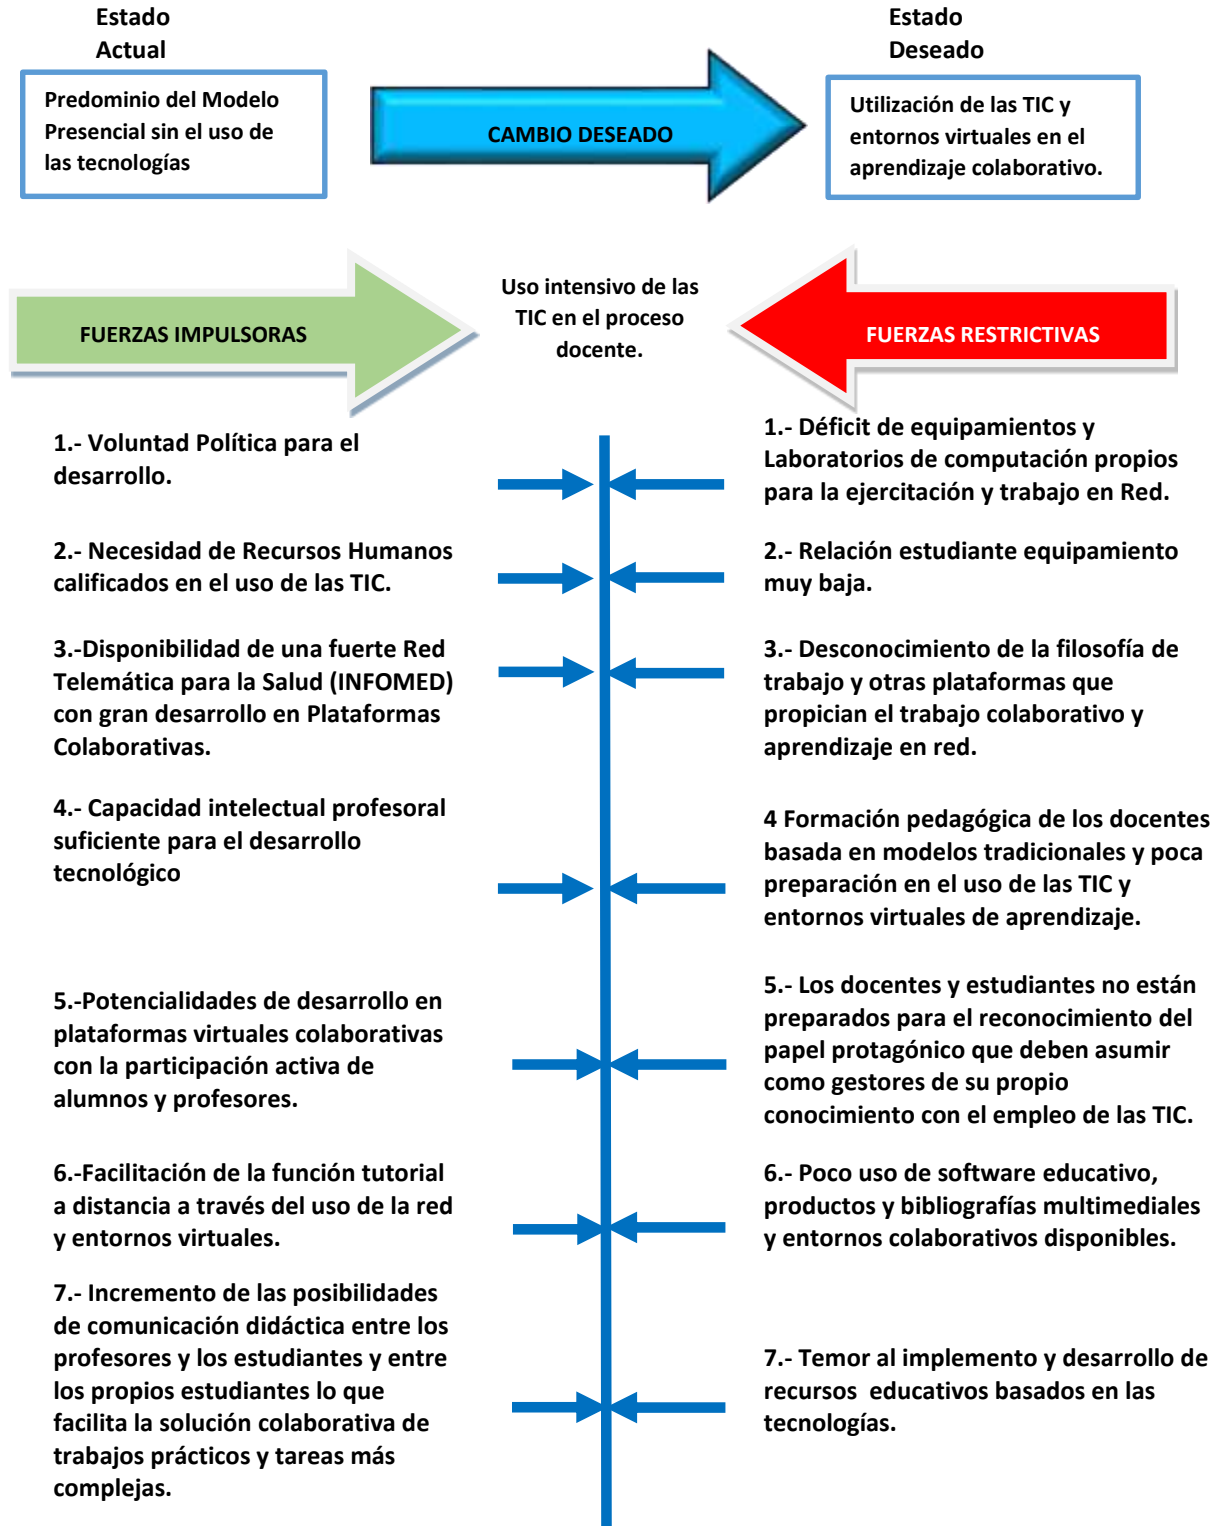 Estado
Actual
Estado
Deseado
Predominio del Modelo
Presencial sin el uso de
las tecnologías
CAMBIO DESEADO
Utilización de las TIC y
entornos virtuales en el
aprendizaje colaborativo.
FUERZAS IMPULSORAS
Uso intensivo de las
TIC en el proceso
docente.
FUERZAS RESTRICTIVAS
1.- Voluntad Política para el
desarrollo.
2.- Necesidad de Recursos Humanos
calificados en el uso de las TIC.
3.-Disponibilidad de una fuerte Red
Telemática para la Salud (INFOMED)
con gran desarrollo en Plataformas
Colaborativas.
4.- Capacidad intelectual profesoral
suficiente para el desarrollo
tecnológico
5.-Potencialidades de desarrollo en
plataformas virtuales colaborativas
con la participación activa de
alumnos y profesores.
6.-Facilitación de la función tutorial
a distancia a través del uso de la red
y entornos virtuales.
7.- Incremento de las posibilidades
de comunicación didáctica entre los
profesores y los estudiantes y entre
los propios estudiantes lo que
facilita la solución colaborativa de
trabajos prácticos y tareas más
complejas.
1.- Déficit de equipamientos y
Laboratorios de computación propios
para la ejercitación y trabajo en Red.
2.- Relación estudiante equipamiento
muy baja.
3.- Desconocimiento de la filosofía de
trabajo y otras plataformas que
propician el trabajo colaborativo y
aprendizaje en red.
4 Formación pedagógica de los docentes
basada en modelos tradicionales y poca
preparación en el uso de las TIC y
entornos virtuales de aprendizaje.
5.- Los docentes y estudiantes no están
preparados para el reconocimiento del
papel protagónico que deben asumir
como gestores de su propio
conocimiento con el empleo de las TIC.
6.- Poco uso de software educativo,
productos y bibliografías multimediales
y entornos colaborativos disponibles.
7.- Temor al implemento y desarrollo de
recursos educativos basados en las
tecnologías.